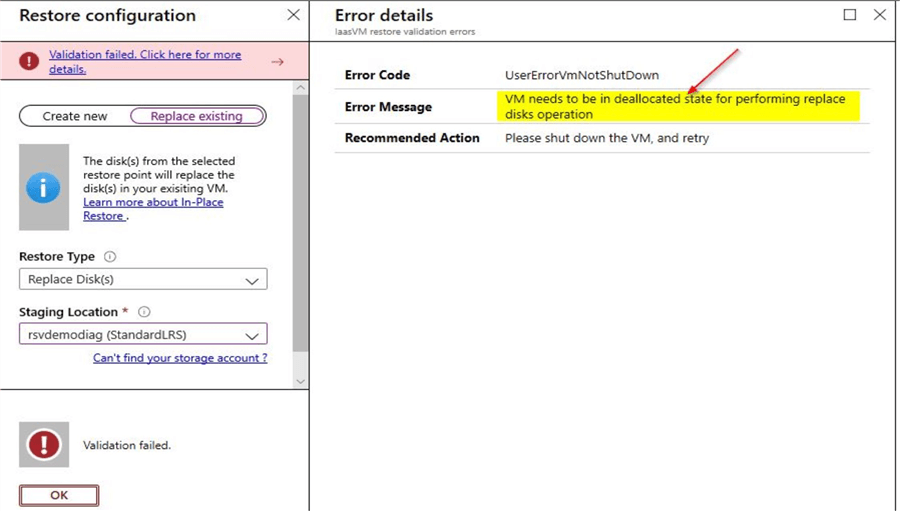 Restore configuration
Validation failed. Click here for more
details.
Create new
Replace existing
The disk(s) from the selected
restore point will replace the
disk(s) in your exisiting VM.
Learn more about In-Place
Restore .
Restore Type
Replace Disk(s)
Staging Location *
rsvdemodiag (StandardLRS)
Can't find your storage account ?
Validation failed.
OK
Error details
IaasVM restore validation errors
Error Code UserErrorVmNotShutDown
Error Message VM needs to be in deallocated state for performing replace
disks operation
Recommended Action Please shut down the VM, and retry